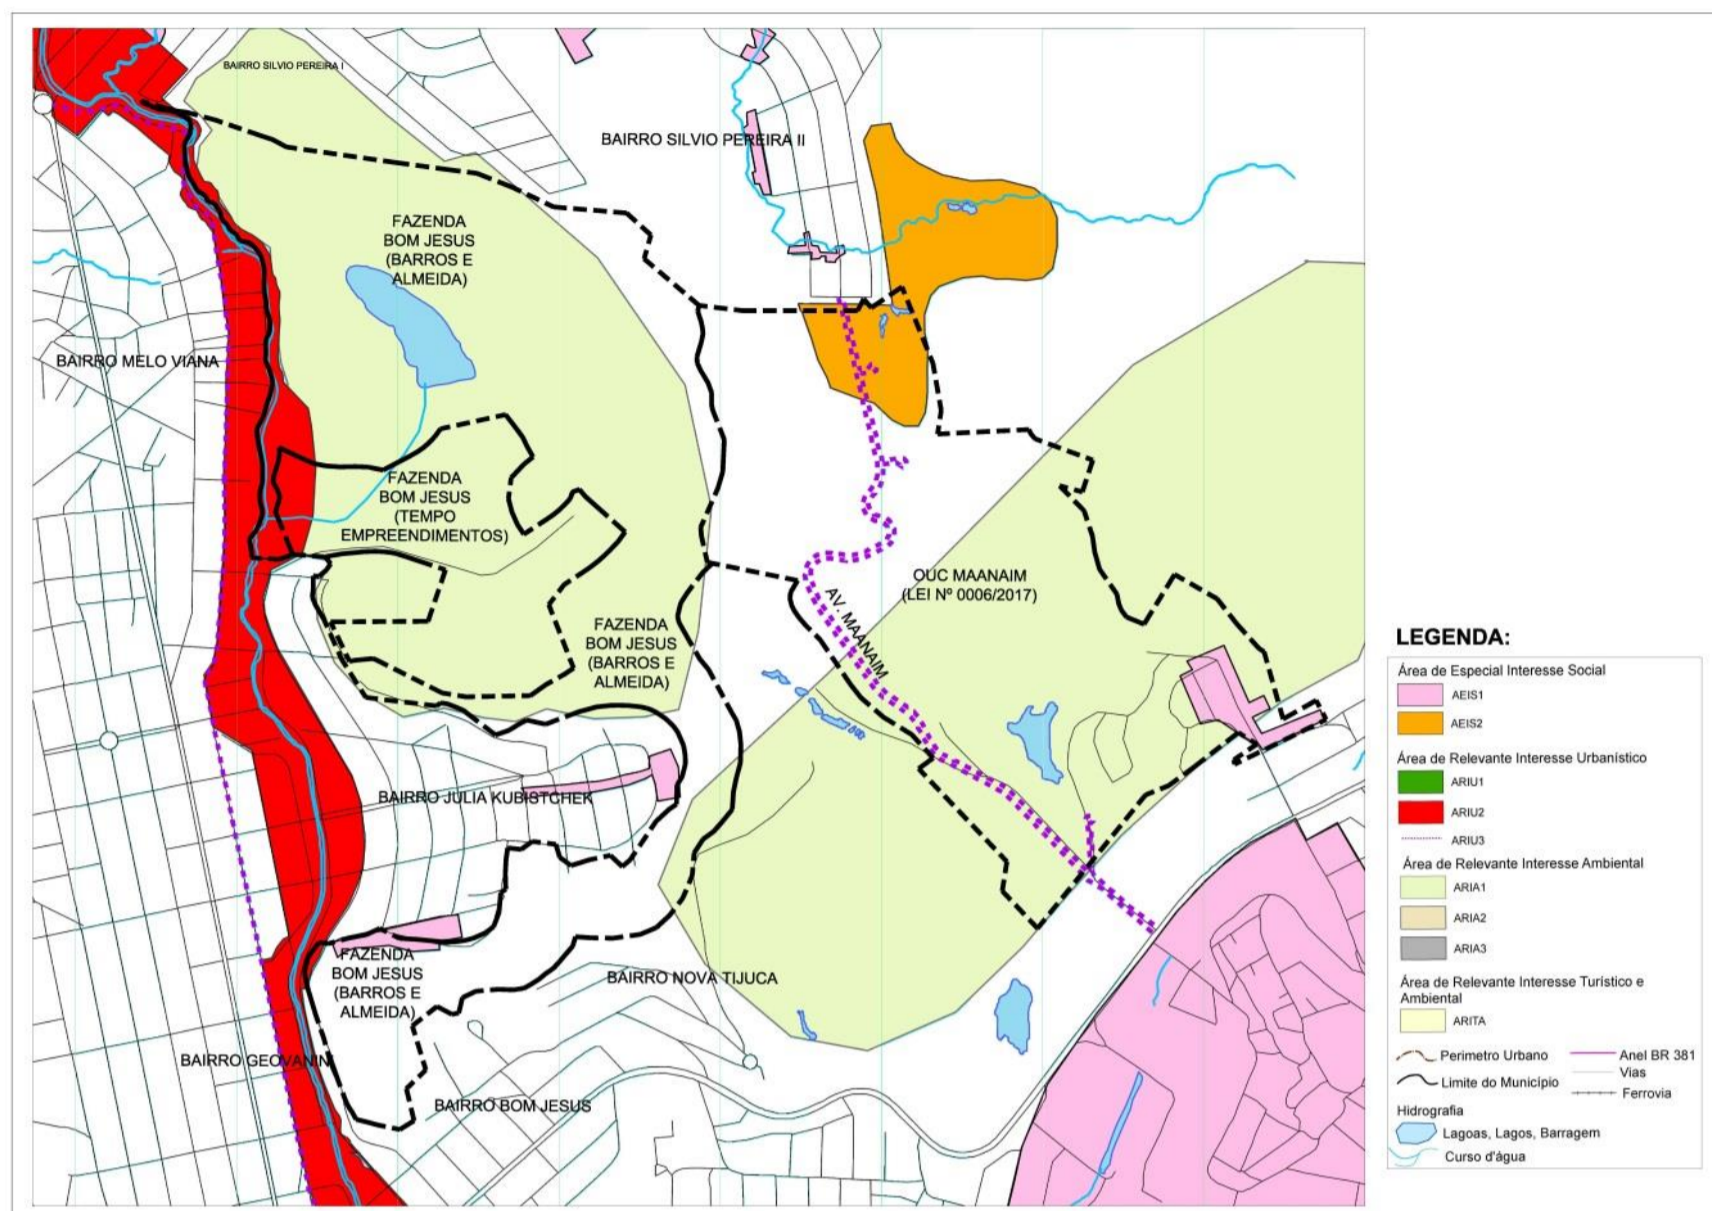 BAIRRO SILVIO PEREIRA I
BAIRRO SILVIO PEREIRA II
FAZENDA
BOM JESUS
(BARROS E
ALMEIDA)
BAIRRO MELO VIANA
FAZENDA
BOM JESUS
(TEMPO
EMPREENDIMENTOS)
OUC MAANAIM
(LEI Nº 0006/2017)
AV. MAANAIM
FAZENDA
BOM JESUS
(BARROS E
ALMEIDA)
BAIRRO JULIA KUBISTCHEK
FAZENDA
BOM JESUS
(BARROS E
ALMEIDA)
BAIRRO NOVA TIJUCA
BAIRRO GEOVANINI
BAIRRO BOM JESUS
LEGENDA:
Área de Especial Interesse Social
AEIS1
AEIS2
Área de Relevante Interesse Urbanístico
ARIU1
ARIU2
ARIU3
Área de Relevante Interesse Ambiental
ARIA1
ARIA2
ARIA3
Área de Relevante Interesse Turístico e
Ambiental
ARITA
Perimetro Urbano
Anel BR 381
Vias
Limite do Município
Ferrovia
Hidrografia
Lagoas, Lagos, Barragem
Curso d'água